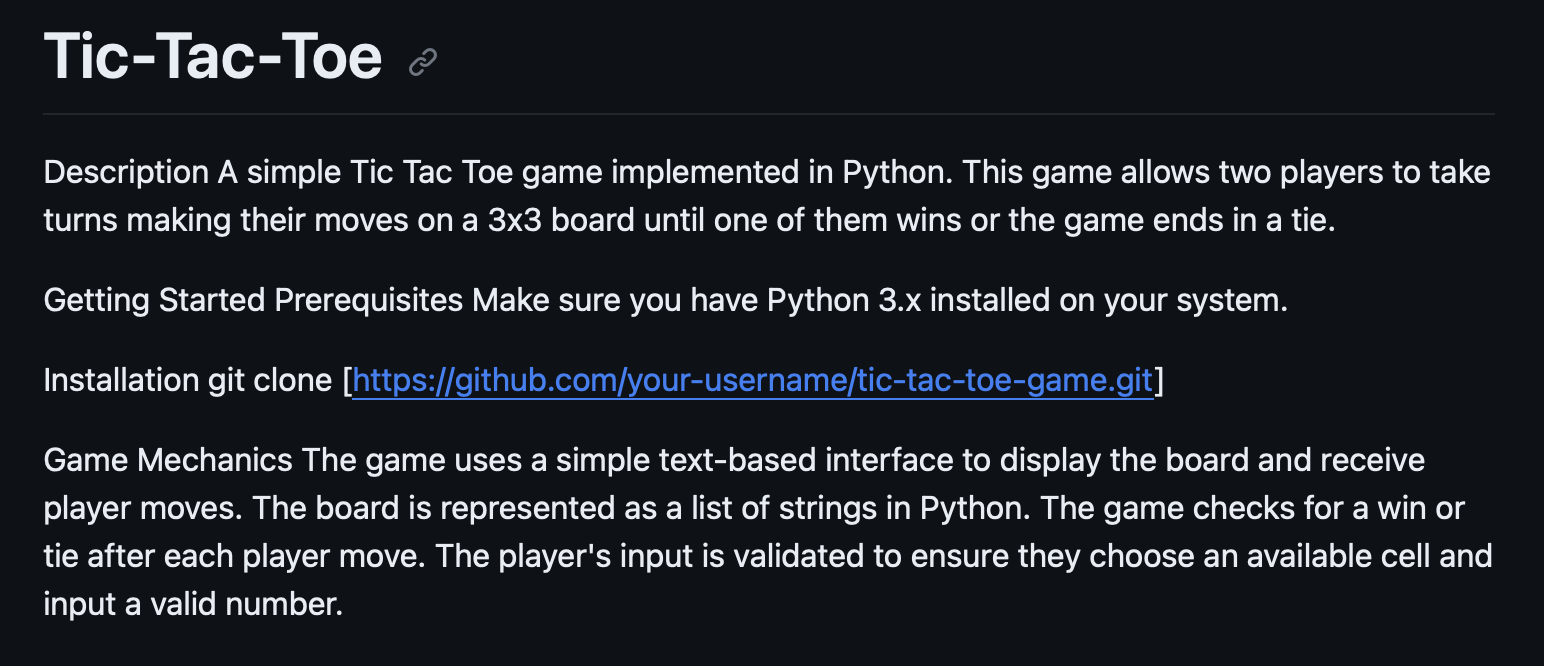 Tic-Tac-Toe
Description A simple Tic Tac Toe game implemented in Python. This game allows two players to take
turns making their moves on a 3x3 board until one of them wins or the game ends in a tie.
Getting Started Prerequisites Make sure you have Python 3.x installed on your system.
Installation git clone [https://github.com/your-username/tic-tac-toe-game.git]
Game Mechanics The game uses a simple text-based interface to display the board and receive
player moves. The board is represented as a list of strings in Python. The game checks for a win or
tie after each player move. The player's input is validated to ensure they choose an available cell and
input a valid number.